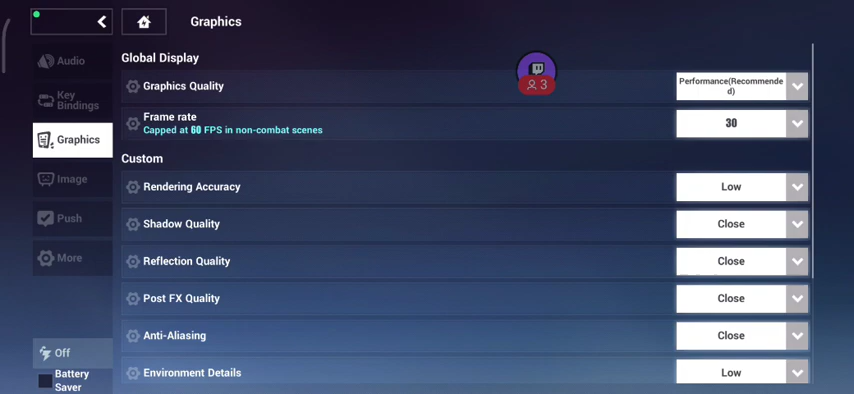 Graphics
Audio
Key
Bindings
Graphics
Image
Push
More
Off
Battery
Saver
Global Display
3
Graphics Quality
Performance(Recommende
d)
Frame rate
Capped at 60 FPS in non-combat scenes
30
Custom
Rendering Accuracy
Low
Shadow Quality
Close
Reflection Quality
Close
Post FX Quality
Close
Anti-Aliasing
Close
Environment Details
Low